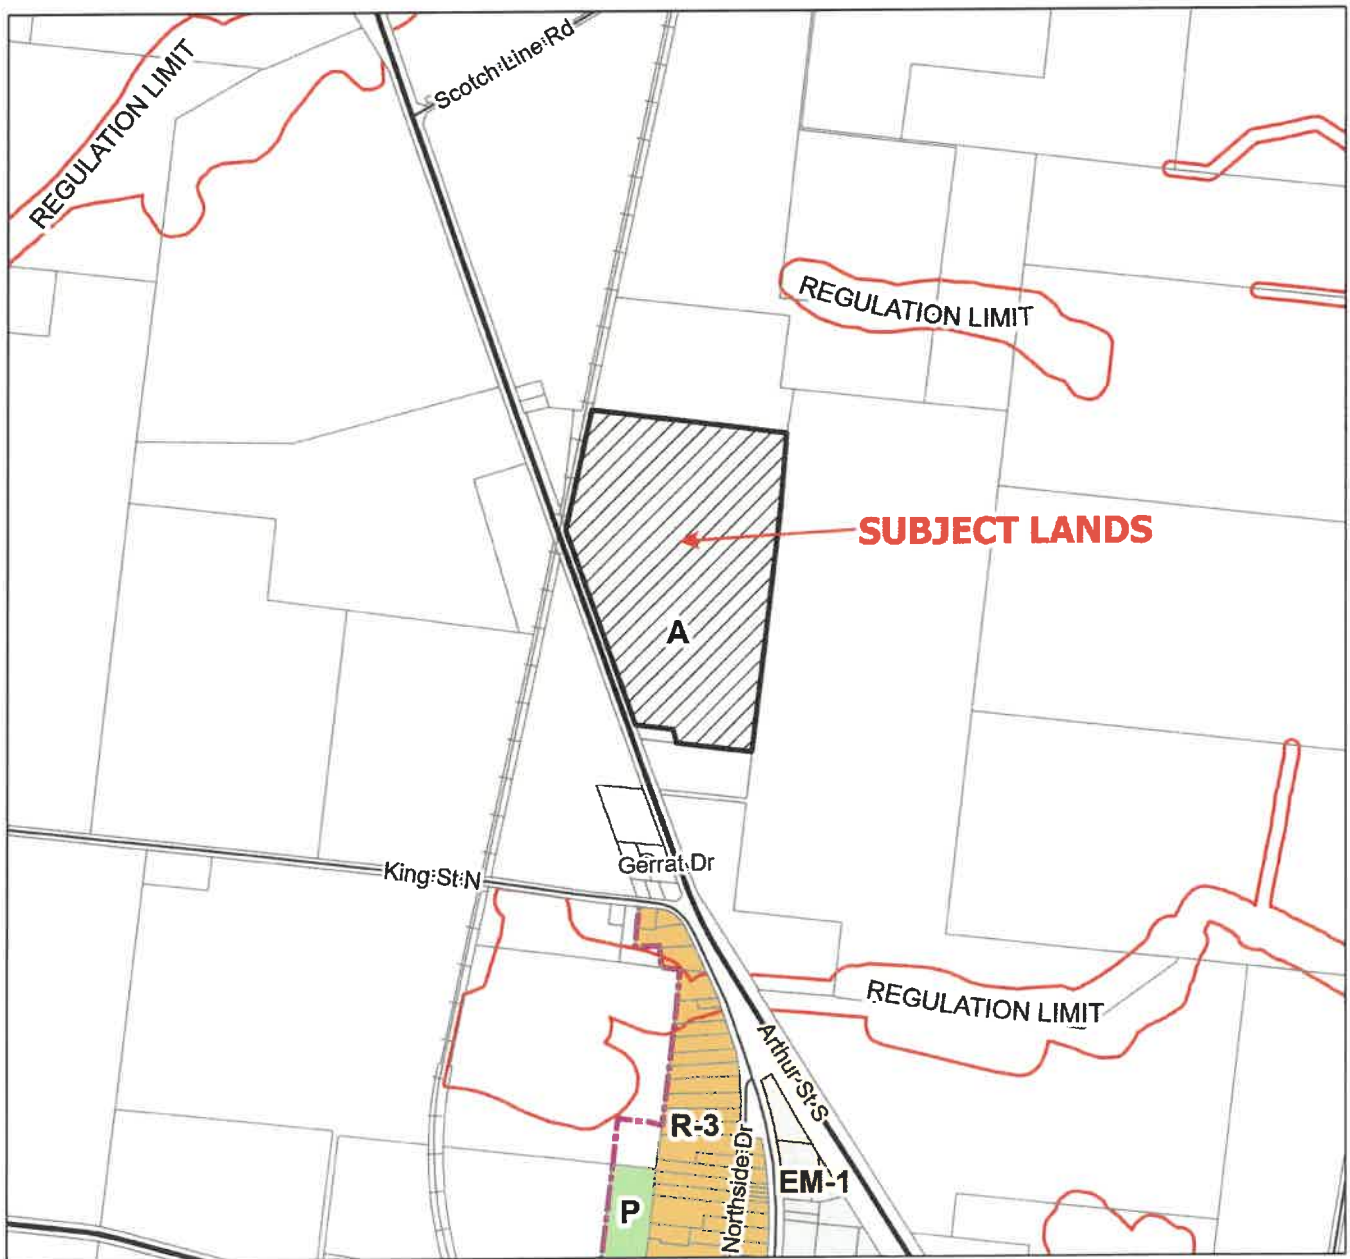 Scotch Line Rd
REGULATION LIMIT
REGULATION LIMIT
SUBJECT LANDS
A
Gerrat Dr
King St N
REGULATION LIMIT
Arthur St S
R-3
Northside Dr
EM-1
P